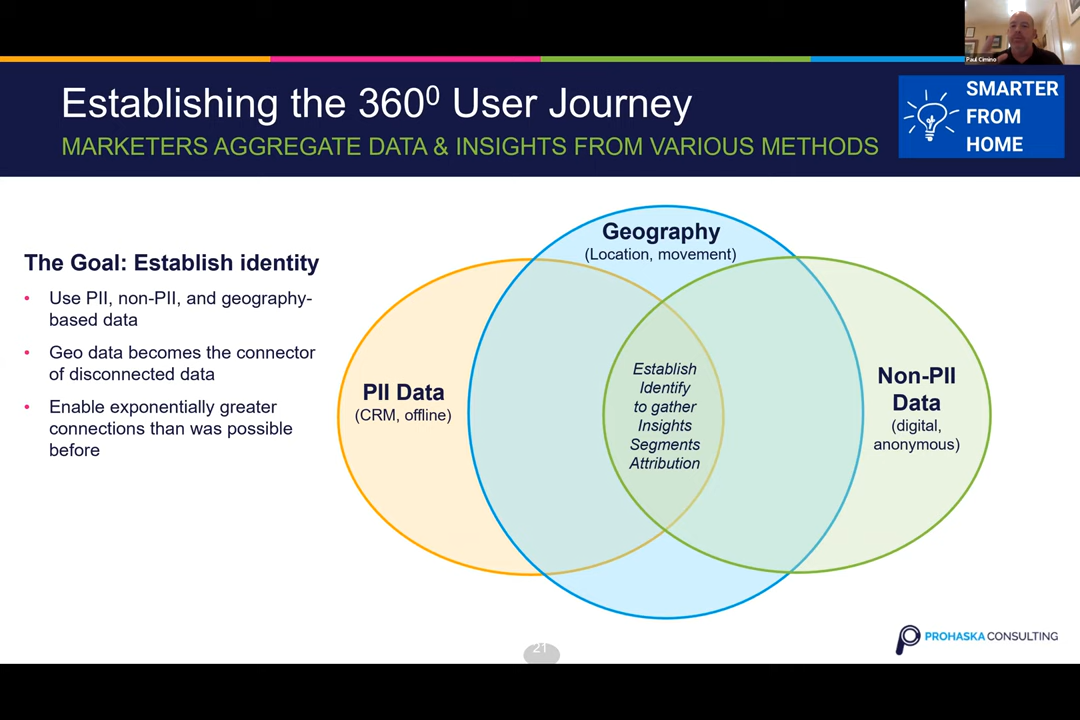 Paul Cimino
Establishing the 360⁰ User Journey
MARKETERS AGGREGATE DATA & INSIGHTS FROM VARIOUS METHODS
SMARTER
FROM
HOME
The Goal: Establish identity
• Use PII, non-PII, and geography-
based data
• Geo data becomes the connector
of disconnected data
• Enable exponentially greater
connections than was possible
before
Geography
(Location, movement)
PII Data
(CRM, offline)
Establish
Identify
to gather
Insights
Segments
Attribution
Non-PII
Data
(digital,
anonymous)
21
PROHASKA CONSULTING